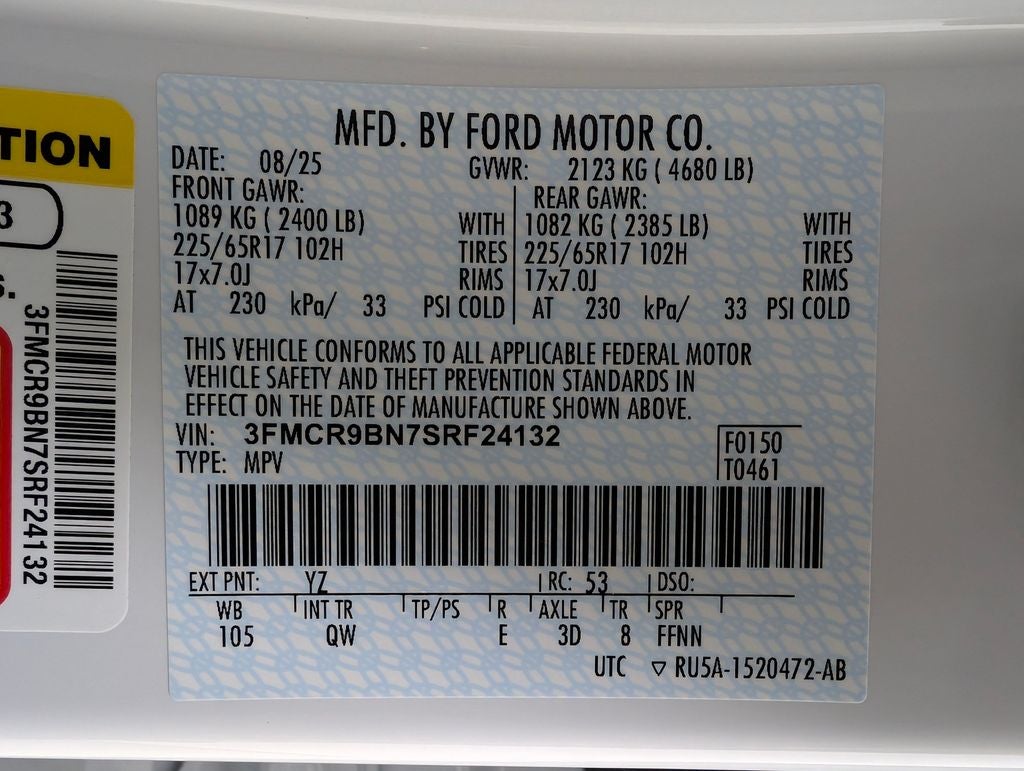 TION
3
S.
3FMCR9BN7SRF24132
MFD. BY FORD MOTOR CO.
DATE: 08/25 GVWR: 2123 KG ( 4680 LB)
FRONT GAWR: REAR GAWR:
1089 KG ( 2400 LB) WITH 1082 KG ( 2385 LB) WITH
225/65R17 102H TIRES 225/65R17 102H TIRES
17x7.0J RIMS 17x7.0J RIMS
AT 230 kPa/ 33 PSI COLD AT 230 kPa/ 33 PSI COLD
THIS VEHICLE CONFORMS TO ALL APPLICABLE FEDERAL MOTOR
VEHICLE SAFETY AND THEFT PREVENTION STANDARDS IN
EFFECT ON THE DATE OF MANUFACTURE SHOWN ABOVE.
VIN: 3FMCR9BN7SRF24132 F0150
TYPE: MPV T0461
EXT PNT: YZ RC: 53 DSO:
WB INT TR TP/PS R AXLE TR SPR
105 QW E 3D 8 FFNN
UTC ▽ RU5A-1520472-AB